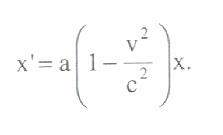 x' = a(1 − v²/c²)x.